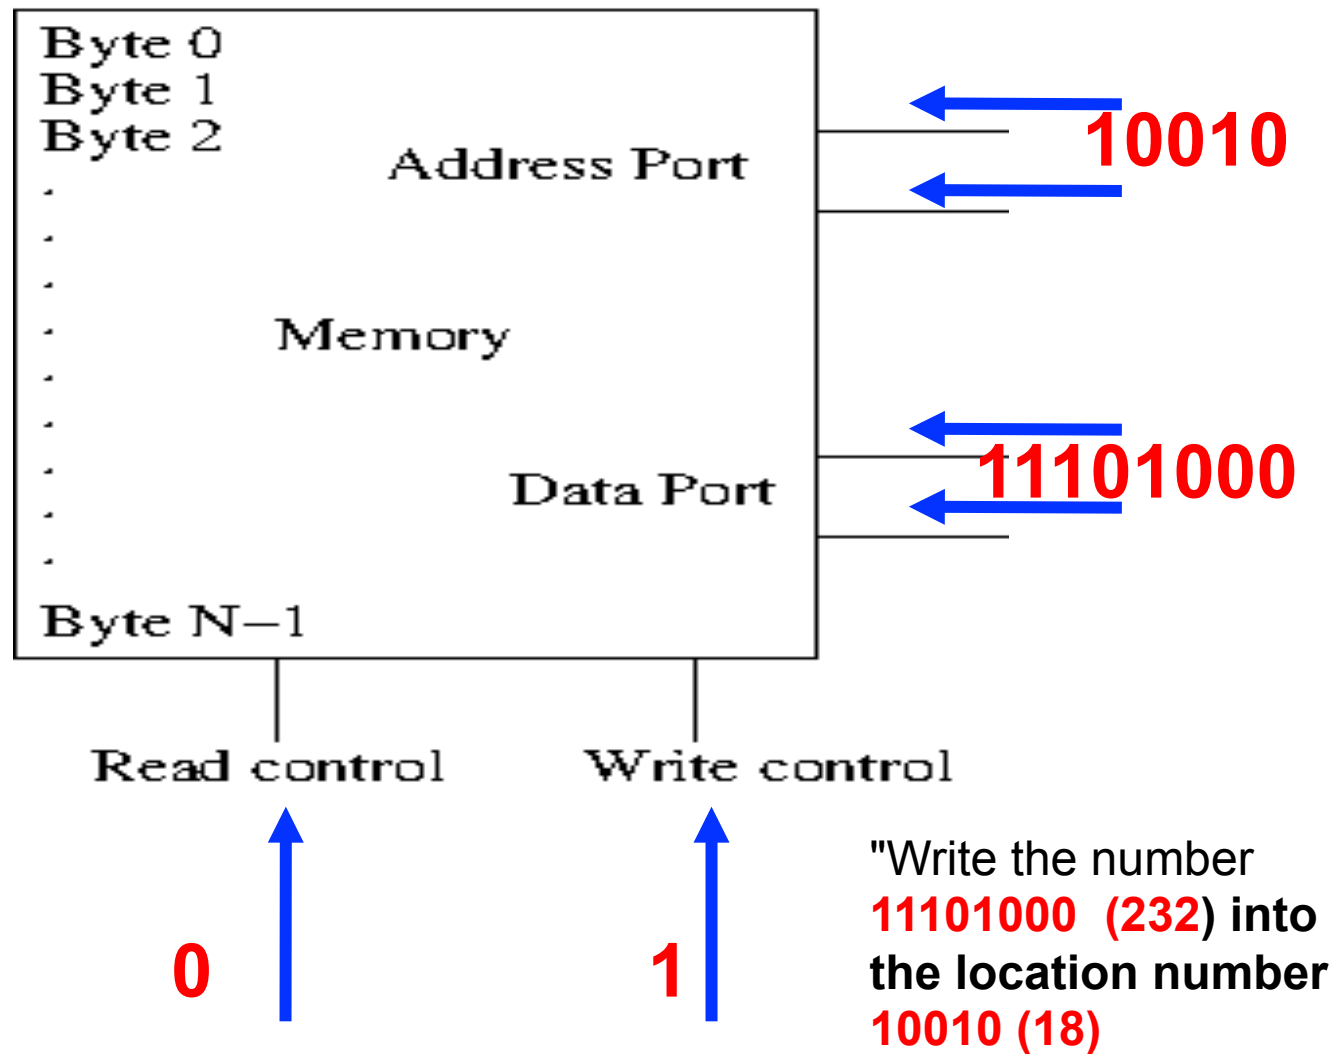 Byte 0
Byte 1
Byte 2
Address Port
10010
Memory
Data Port
11101000
Byte N−1
Read control
Write control
0
1
"Write the number
11101000 (232) into
the location number
10010 (18)